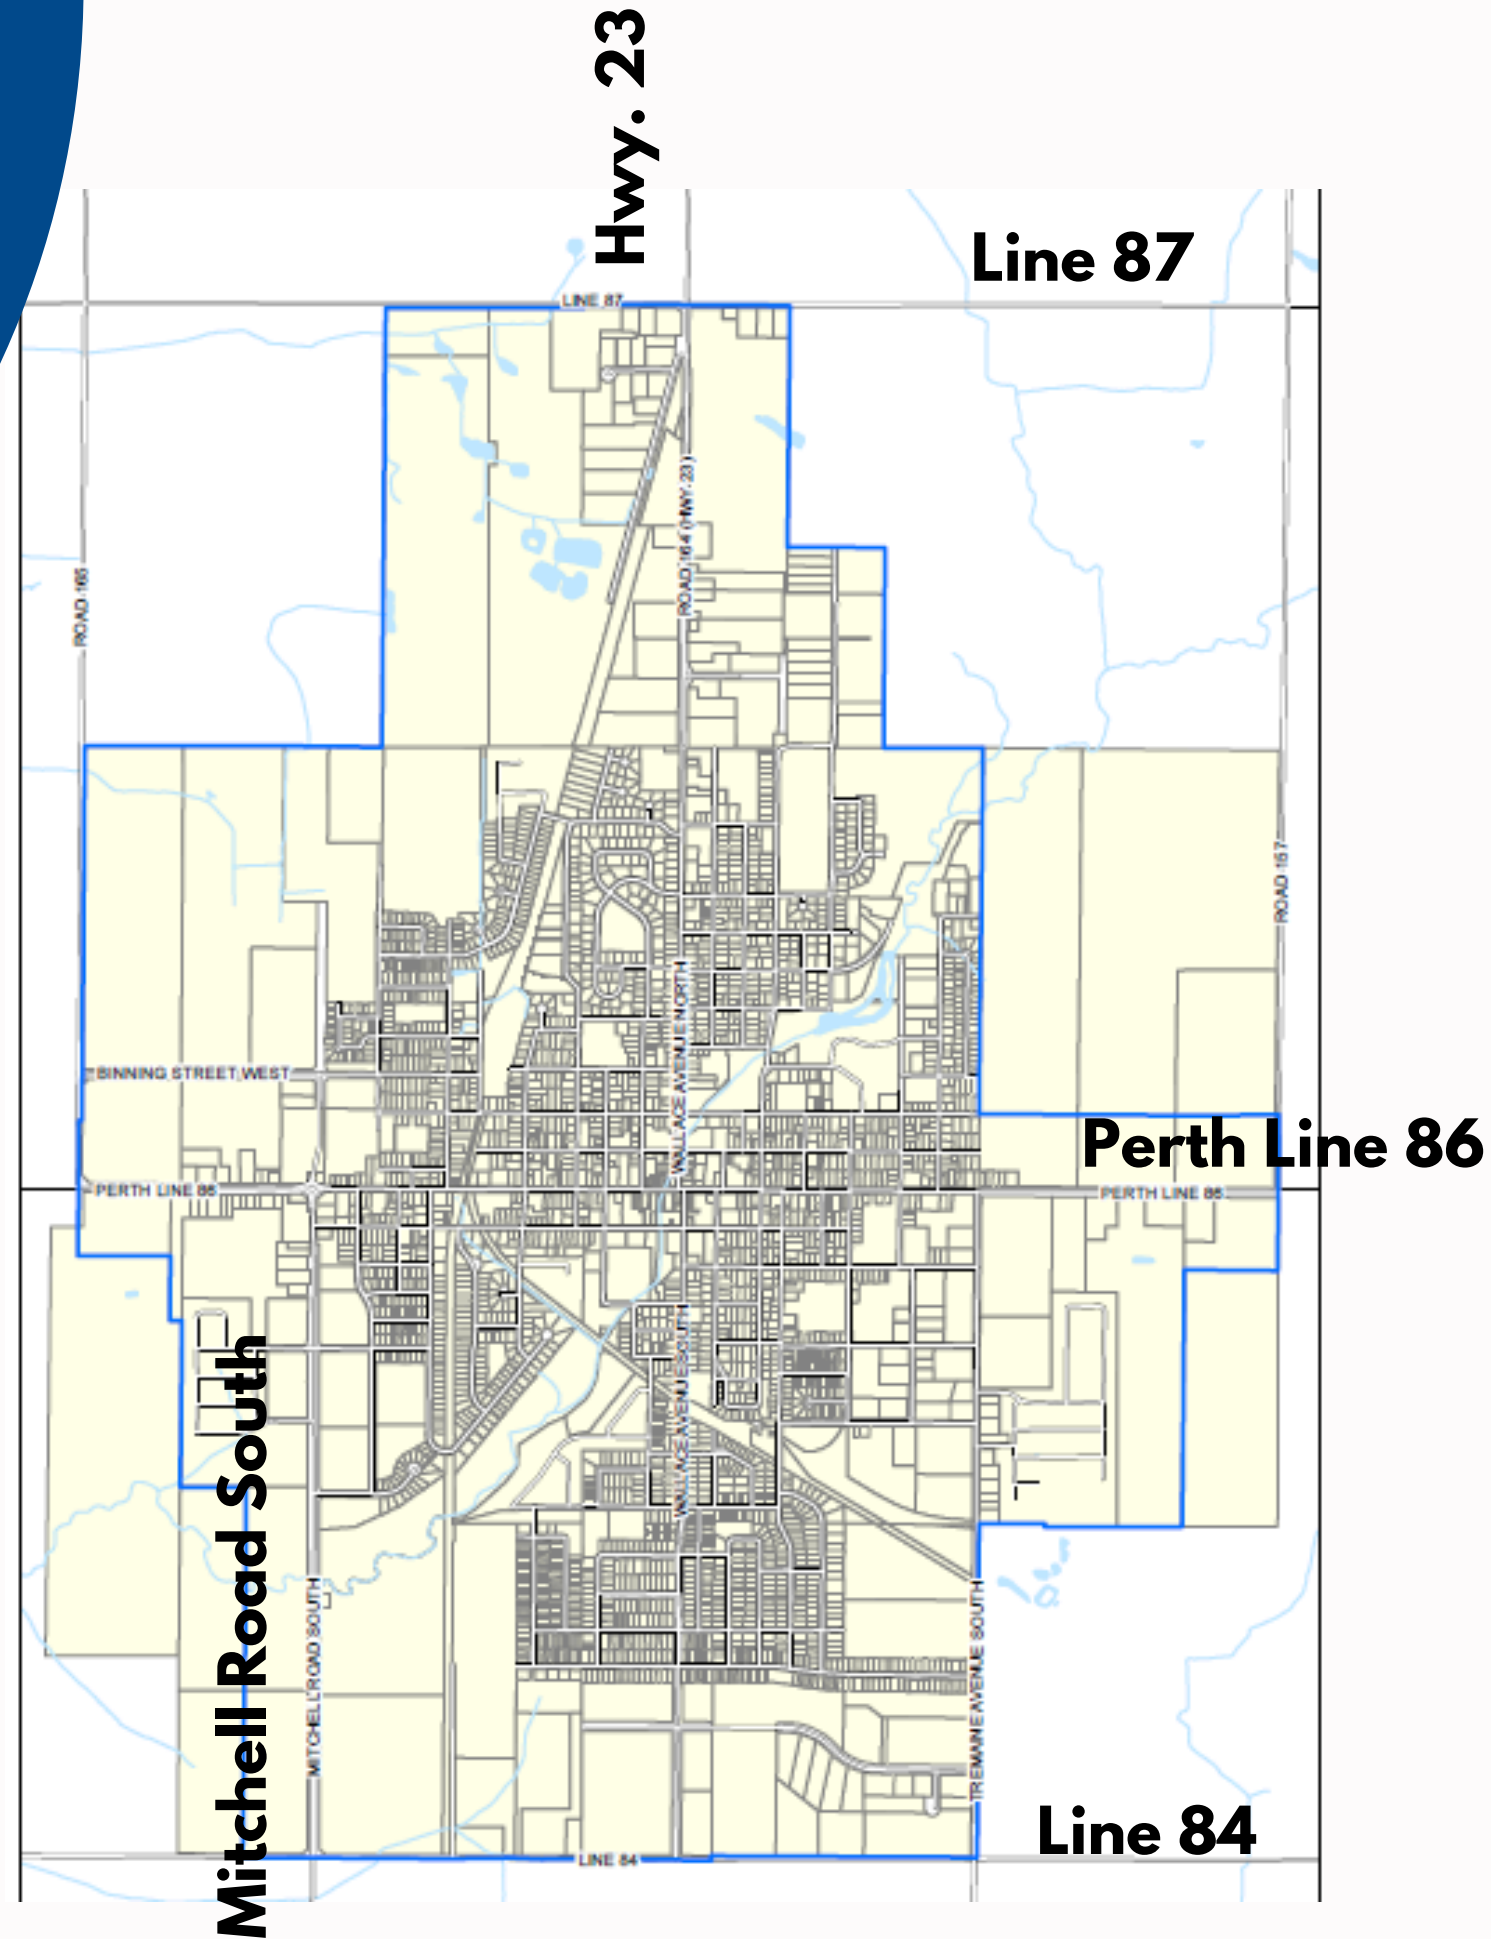 Hwy. 23
Line 87
LINE 87
ROAD 164 (HWY. 23)
ROAD 165
ROAD 157
WALLACE AVENUE NORTH
BINNING STREET WEST
Perth Line 86
PERTH LINE 86
PERTH LINE 86
WALLACE AVENUE SOUTH
Mitchell Road South
MITCHELL ROAD SOUTH
TREMAINE AVENUE SOUTH
Line 84
LINE 84